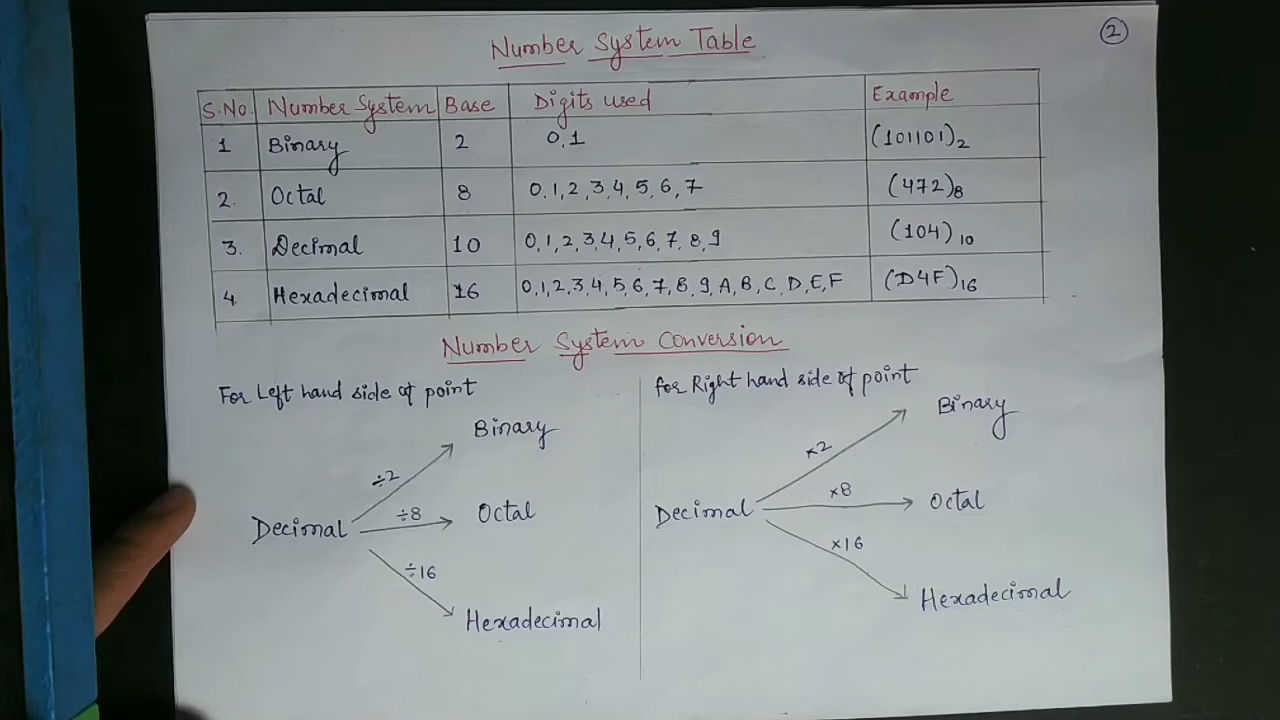 Number System Table
2
S.No. Number System Base Digits used Example
1 Binary 2 0,1 (101101)2
2. Octal 8 0,1,2,3,4,5,6,7 (472)8
3. Decimal 10 0,1,2,3,4,5,6,7,8,9 (104)10
4. Hexadecimal 16 0,1,2,3,4,5,6,7,8,9,A,B,C,D,E,F (D4F)16
Number System Conversion
For Left hand side of point
Binary
÷2
÷8
Decimal
Octal
÷16
Hexadecimal
for Right hand side of point
Binary
×2
×8
Decimal
Octal
×16
Hexadecimal